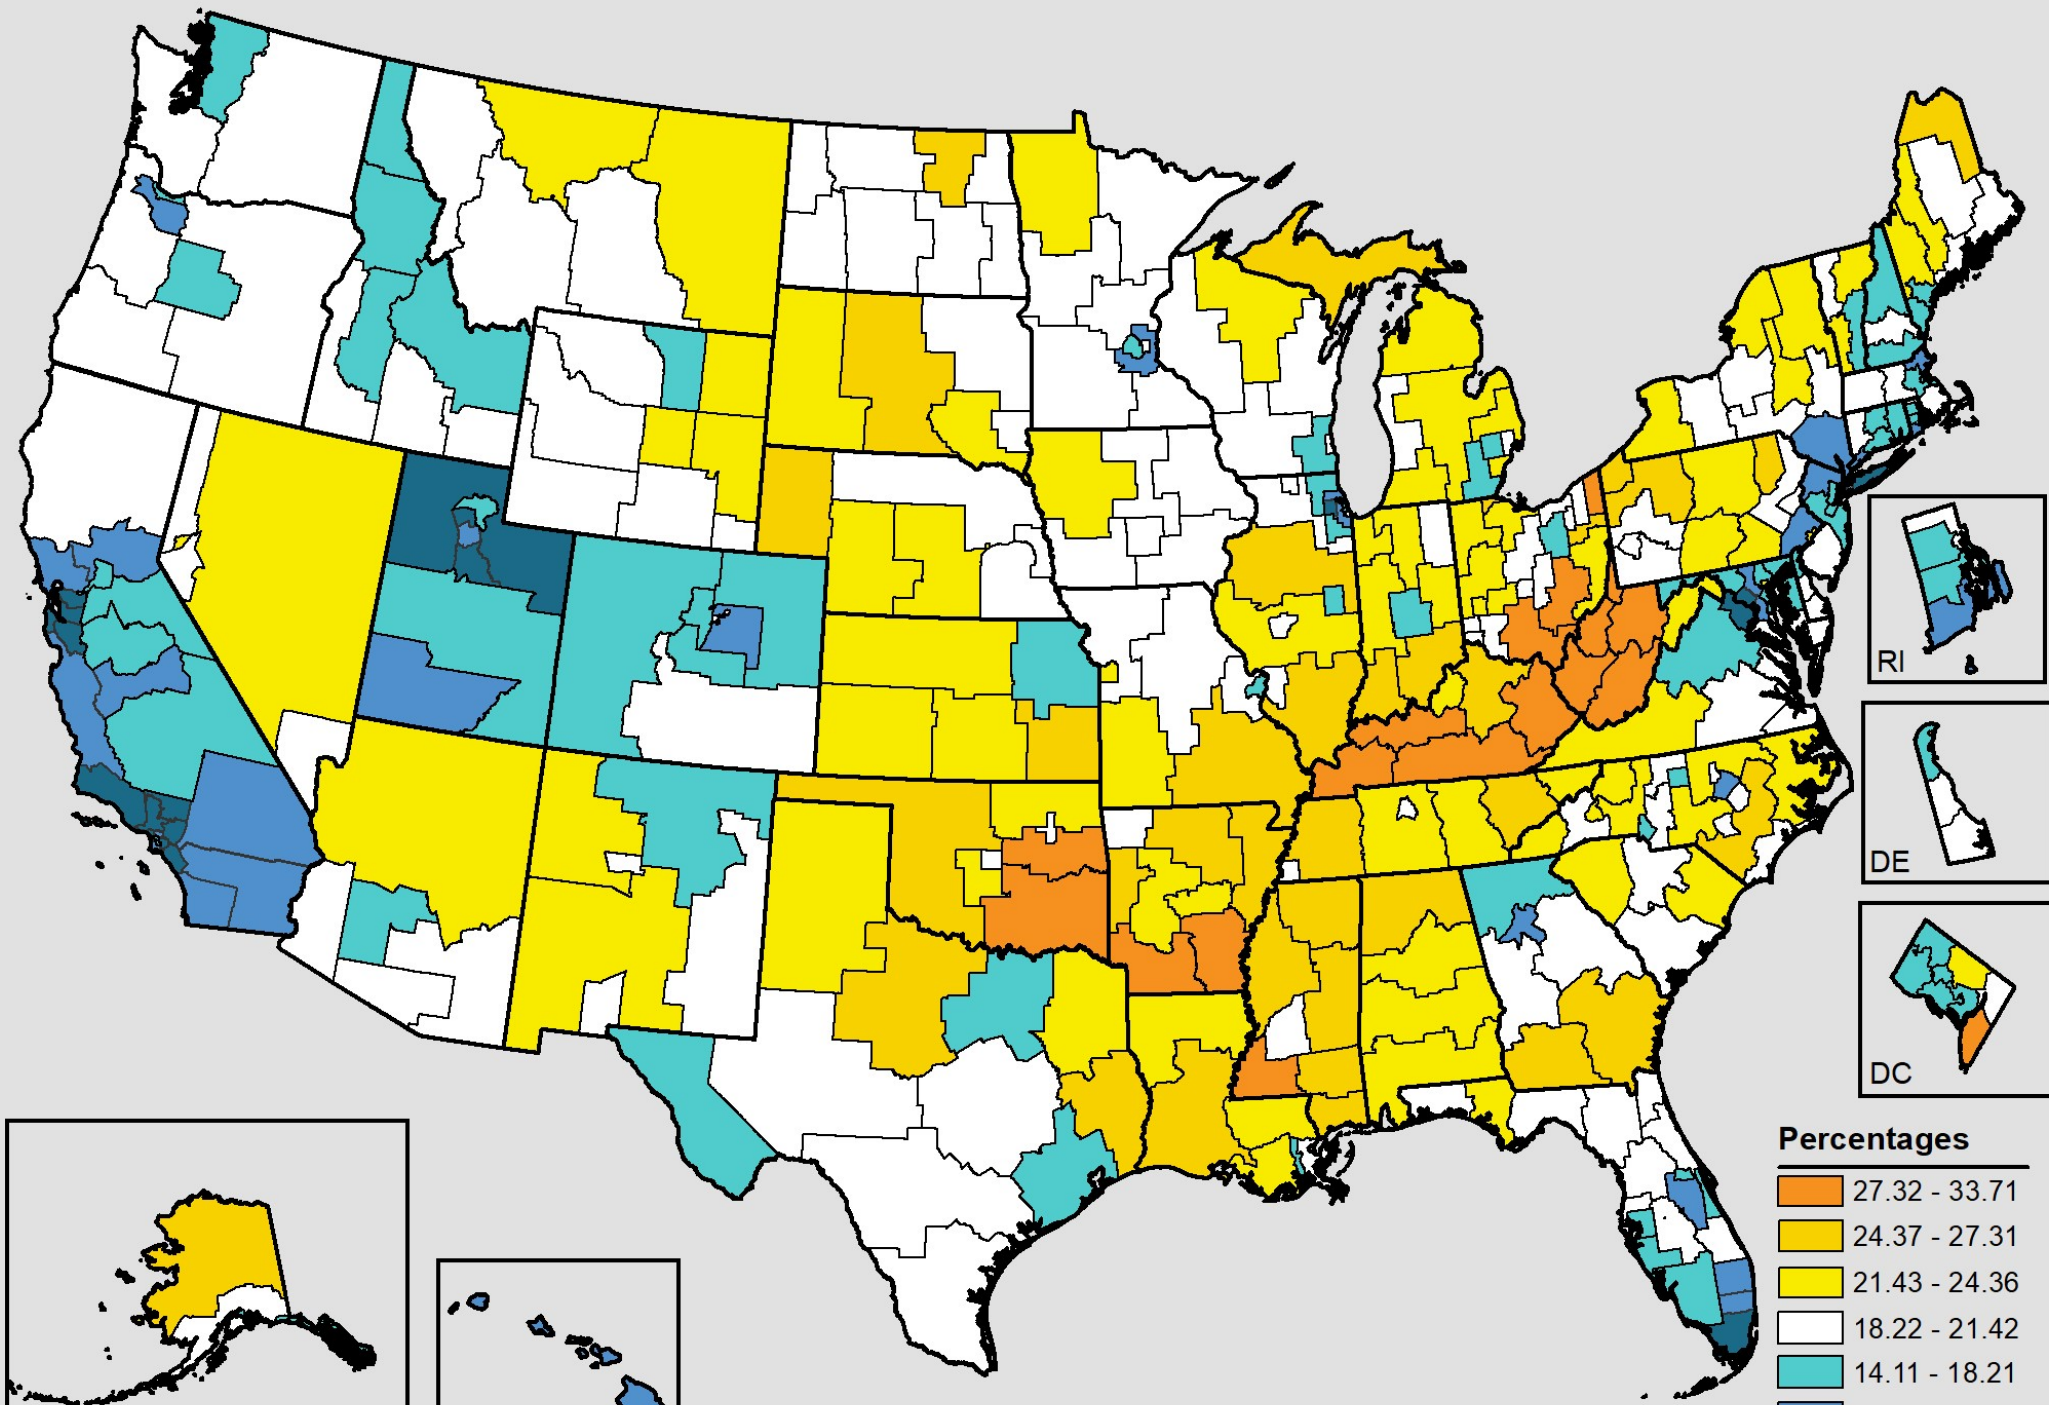 RI
DE
DC
Percentages
27.32 - 33.71
24.37 - 27.31
21.43 - 24.36
18.22 - 21.42
14.11 - 18.21